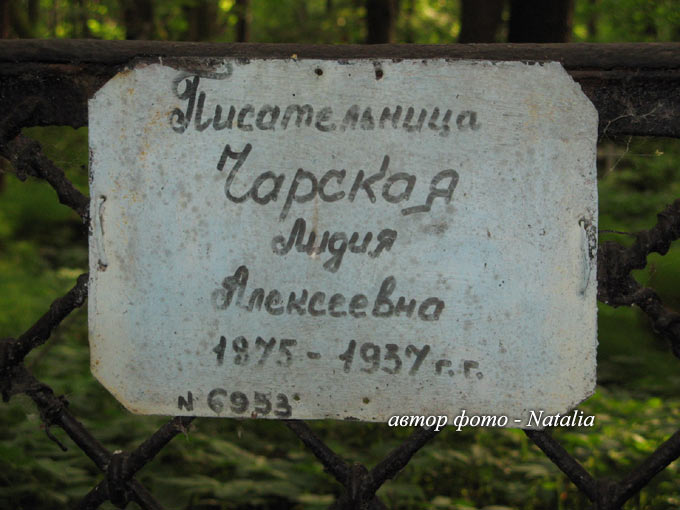 Писательница
Чарская
Лидия
Алексеевна
1875 - 1937 г.г.
N 6953
автор фото - Natalia